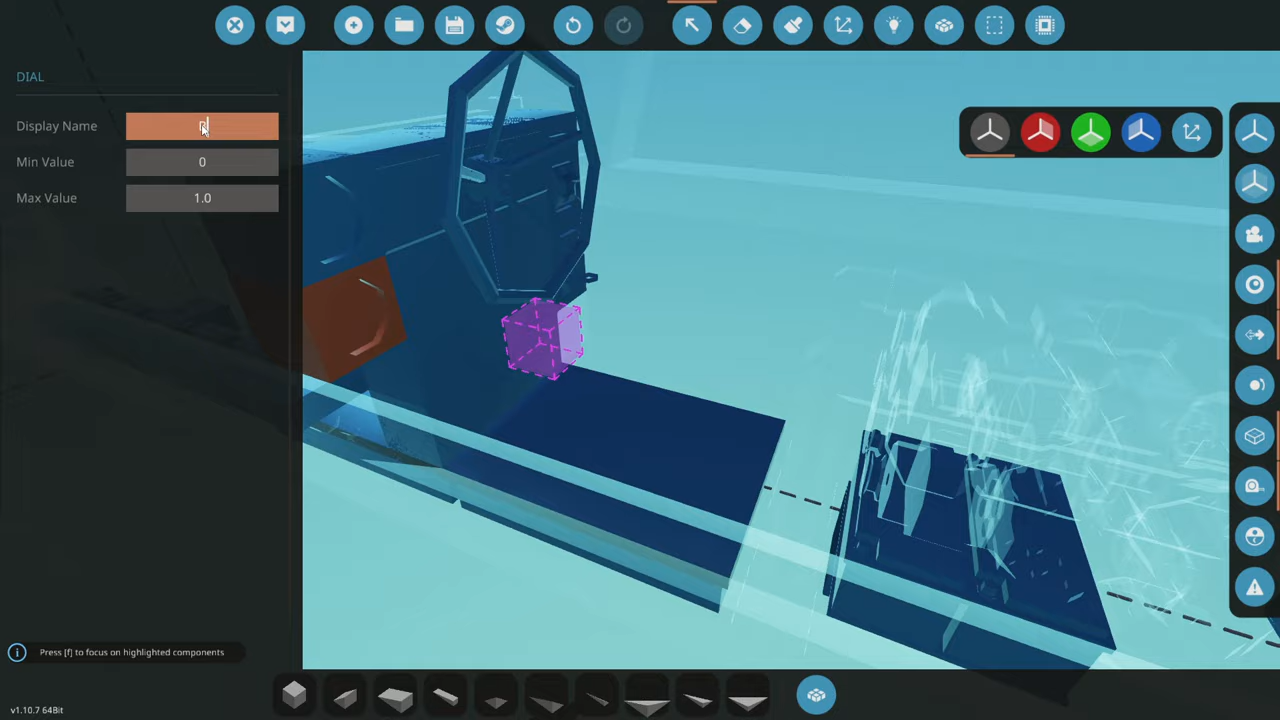 DIAL
Display Name
Min Value 0
Max Value 1.0
Press [f] to focus on highlighted components
v1.10.7 64Bit